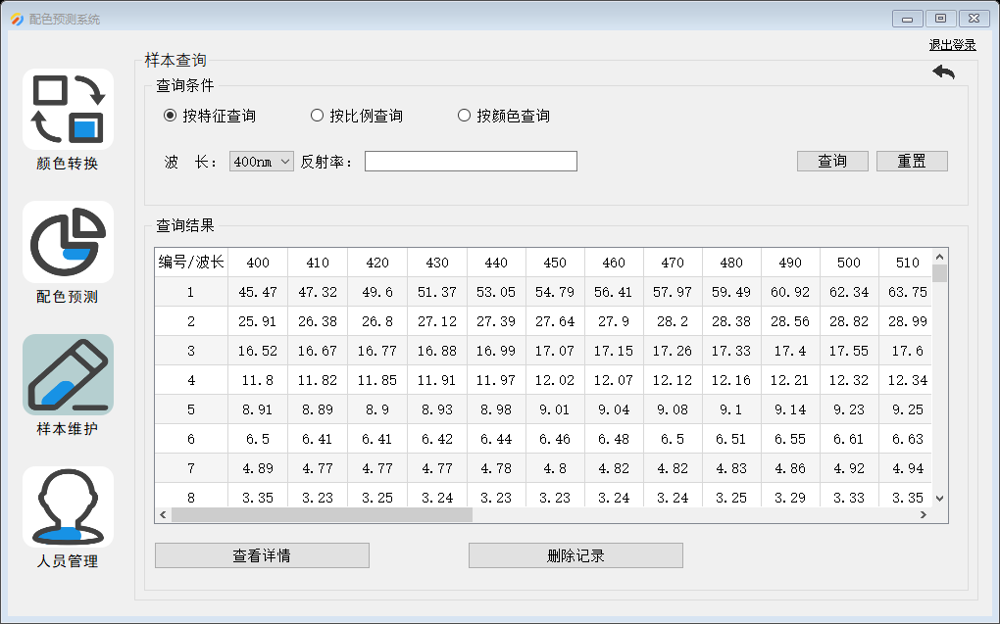 配色预测系统
退出登录
样本查询
查询条件
按特征查询 按比例查询 按颜色查询
波 长： 400nm 反射率： 查询 重置
颜色转换
配色预测
样本维护
人员管理
查询结果
编号/波长 400 410 420 430 440 450 460 470 480 490 500 510
1 45.47 47.32 49.6 51.37 53.05 54.79 56.41 57.97 59.49 60.92 62.34 63.75
2 25.91 26.38 26.8 27.12 27.39 27.64 27.9 28.2 28.38 28.56 28.82 28.99
3 16.52 16.67 16.77 16.88 16.99 17.07 17.15 17.26 17.33 17.4 17.55 17.6
4 11.8 11.82 11.85 11.91 11.97 12.02 12.07 12.12 12.16 12.21 12.32 12.34
5 8.91 8.89 8.9 8.93 8.98 9.01 9.04 9.08 9.1 9.14 9.23 9.25
6 6.5 6.41 6.41 6.42 6.44 6.46 6.48 6.5 6.51 6.55 6.61 6.63
7 4.89 4.77 4.77 4.77 4.78 4.8 4.82 4.82 4.83 4.86 4.92 4.94
8 3.35 3.23 3.25 3.24 3.23 3.23 3.24 3.24 3.25 3.29 3.33 3.35
查看详情 删除记录